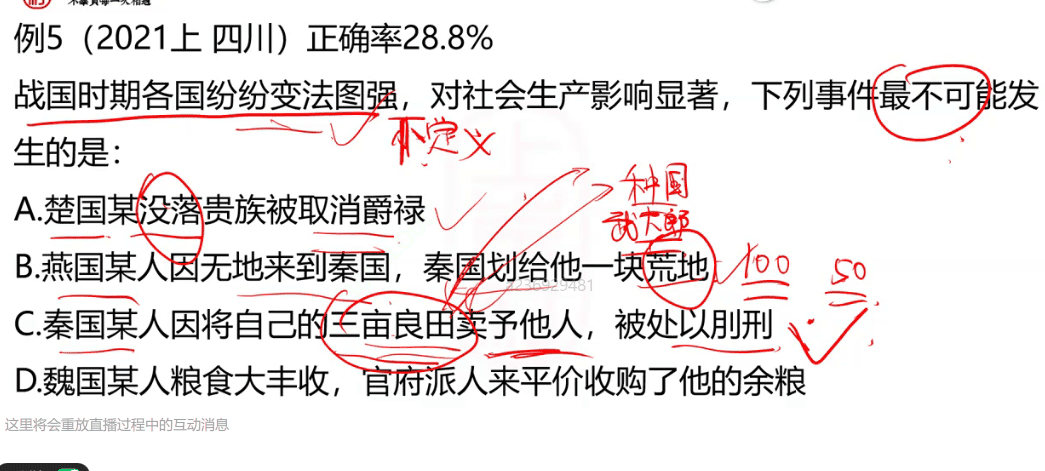 例5（2021上 四川）正确率28.8%
战国时期各国纷纷变法图强，对社会生产影响显著，下列事件最不可能发
生的是：
不定义
A.楚国某没落贵族被取消爵禄
种国
武大郎
B.燕国某人因无地来到秦国，秦国划给他一块荒地
100
50
9236929481
C.秦国某人因将自己的三亩良田卖予他人，被处以刖刑
D.魏国某人粮食大丰收，官府派人来平价收购了他的余粮
这里将会重放直播过程中的互动消息